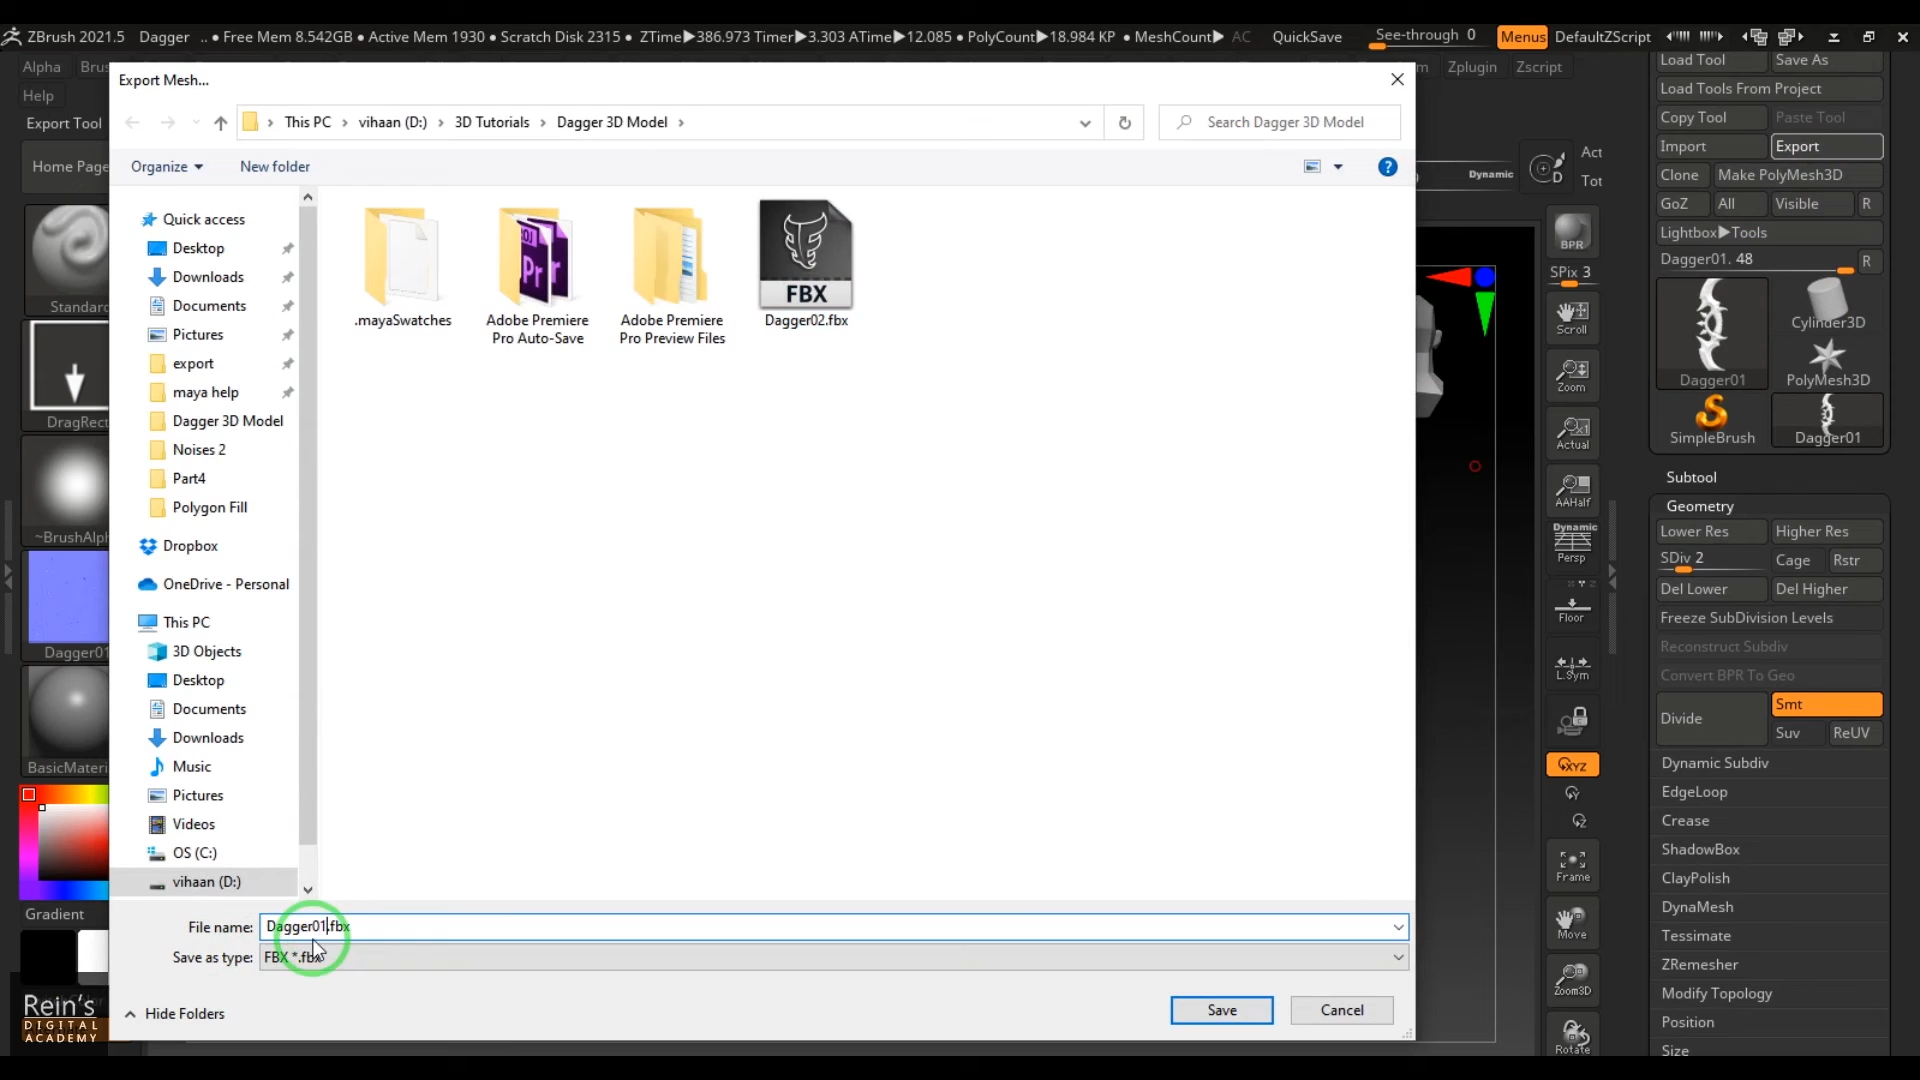 ZBrush 2021.5 Dagger .. • Free Mem 8.542GB • Active Mem 1930 • Scratch Disk 2315 • ZTime▶386.973 Timer▶3.303 ATime▶12.085 • PolyCount▶18.984 KP • MeshCount▶ AC QuickSave See-through 0 Menus DefaultZScript
Alpha Brus Zplugin Zscript
Help
Export Tool
Home Page
Standard
DragRect
~BrushAlph
Dagger01
BasicMateri
Gradient
Rein's
DIGITAL
ACADEMY
Export Mesh...
This PC › vihaan (D:) › 3D Tutorials › Dagger 3D Model ›
Search Dagger 3D Model
Organize New folder
?
Quick access
Desktop
Downloads
Documents
Pictures
export
maya help
Dagger 3D Model
Noises 2
Part4
Polygon Fill
Dropbox
OneDrive - Personal
This PC
3D Objects
Desktop
Documents
Downloads
Music
Pictures
Videos
OS (C:)
vihaan (D:)
.mayaSwatches
Pr
Adobe Premiere
Pro Auto-Save
Adobe Premiere
Pro Preview Files
FBX
Dagger02.fbx
File name: Dagger01.fbx
Save as type: FBX *.fbx
Hide Folders
Save Cancel
Dynamic
D
Act
Tot
BPR
SPix 3
Scroll
Zoom
Actual
AAHalf
Dynamic
Persp
Floor
L.Sym
XYZ
Y
Z
Frame
Move
Zoom3D
Rotate
Load Tool Save As
Load Tools From Project
Copy Tool Paste Tool
Import Export
Clone Make PolyMesh3D
GoZ All Visible R
Lightbox▶Tools
Dagger01. 48 R
Dagger01
Cylinder3D
PolyMesh3D
SimpleBrush
Dagger01
Subtool
Geometry
Lower Res Higher Res
SDiv 2 Cage Rstr
Del Lower Del Higher
Freeze SubDivision Levels
Reconstruct Subdiv
Convert BPR To Geo
Divide Smt
Suv ReUV
Dynamic Subdiv
EdgeLoop
Crease
ShadowBox
ClayPolish
DynaMesh
Tessimate
ZRemesher
Modify Topology
Position
Size